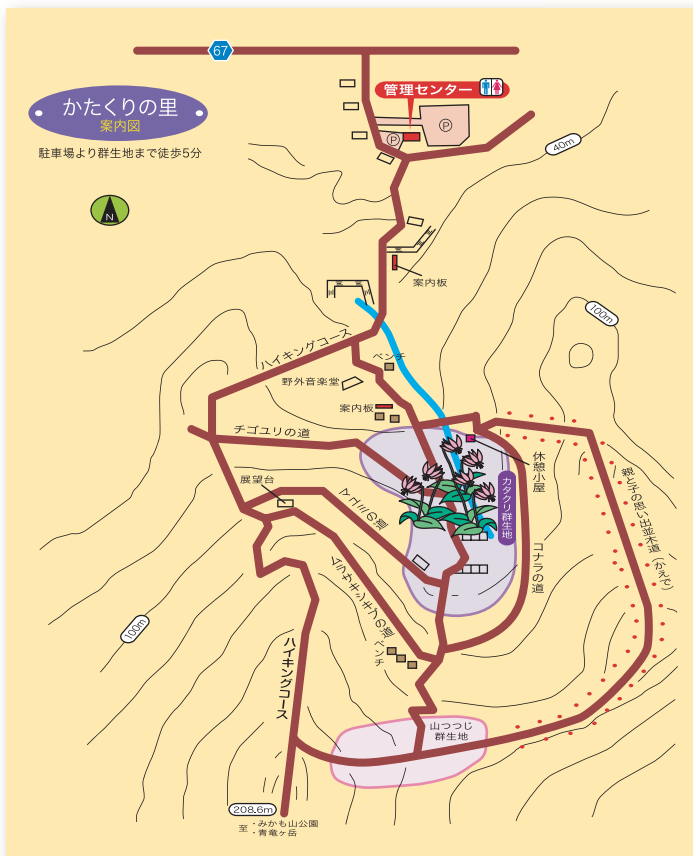 67
管理センター
かたくりの里
案内図
駐車場より群生地まで徒歩5分
P
P
40m
N
案内板
100m
ハイキングコース
ベンチ
野外音楽堂
案内板
チゴユリの道
休憩小屋
展望台
マユミの道
カタクリ群生地
親と子の思い出並木道(かえで)
コナラの道
ムラサキシキブの道
100m
ベンチ
ハイキングコース
山つつじ
群生地
208.6m
至 ・みかも山公園
・青竜ヶ岳